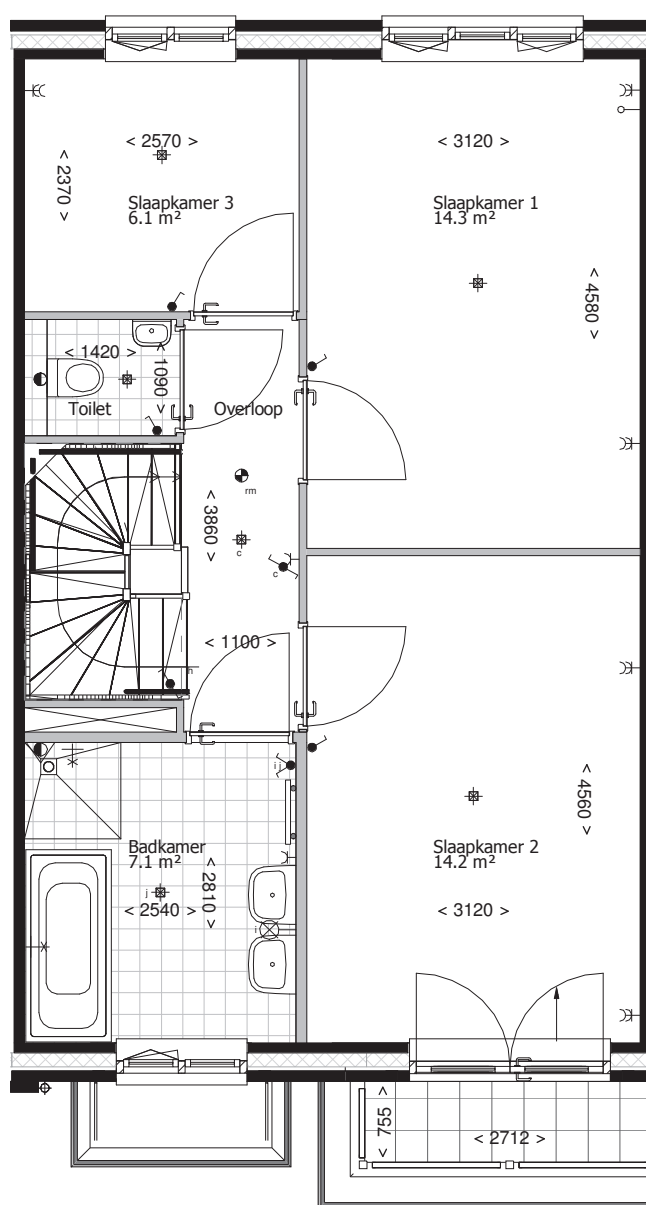 < 2570 >
< 3120 >
< 2370 >
Slaapkamer 3
6.1 m²
Slaapkamer 1
14.3 m²
< 4580 >
< 1420 >
< 1090 >
Toilet
Overloop
rm
< 3860 >
c
c
< 1100 >
h
ij
Badkamer
7.1 m²
Slaapkamer 2
14.2 m²
< 4560 >
j
< 2540 >
< 2810 >
i
< 3120 >
< 755 >
< 2712 >